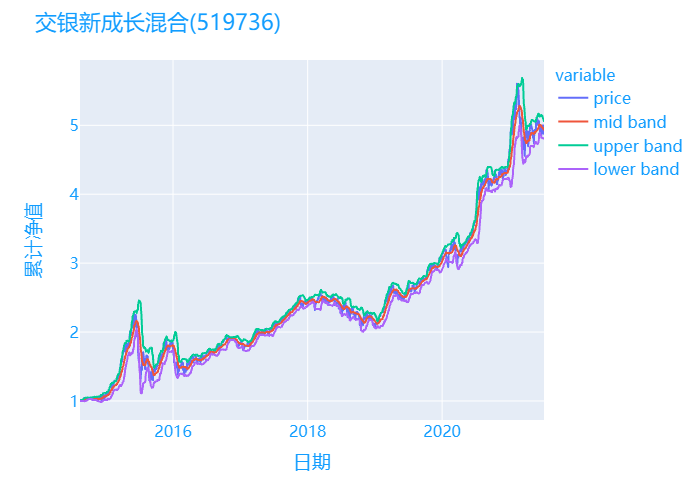 交银新成长混合(519736)
variable
price
mid band
upper band
lower band
累计净值
5
4
3
2
1
2016
2018
2020
日期